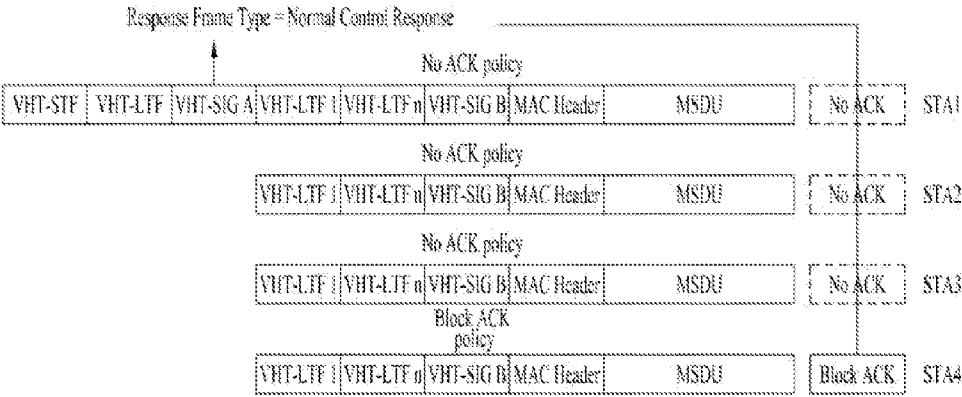 Response Frame Type = Normal Control Response
No ACK policy
VHT-STF VHT-LTF VHT-SIG A VHT-LTF 1 VHT-LTF n VHT-SIG B MAC Header MSDU No ACK STA1
No ACK policy
VHT-LTF 1 VHT-LTF n VHT-SIG B MAC Header MSDU No ACK STA2
No ACK policy
VHT-LTF 1 VHT-LTF n VHT-SIG B MAC Header MSDU No ACK STA3
Block ACK
policy
VHT-LTF 1 VHT-LTF n VHT-SIG B MAC Header MSDU Block ACK STA4